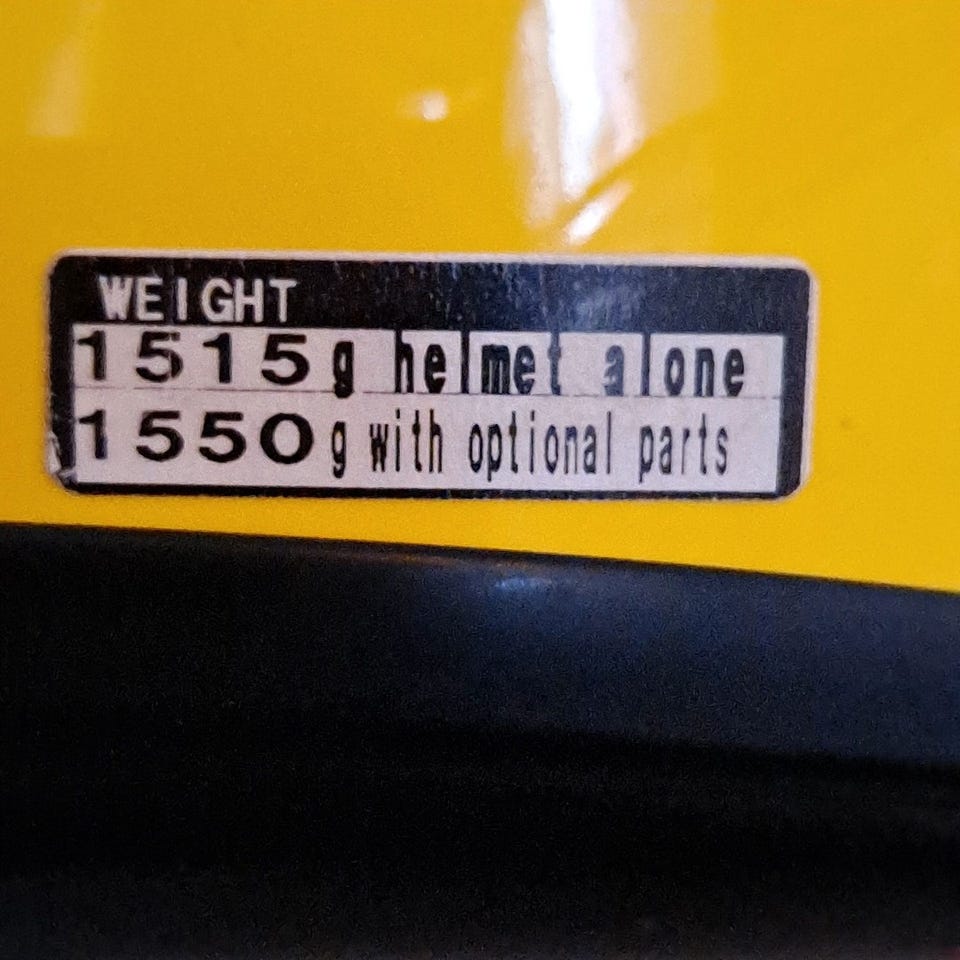 WEIGHT
1515g helmet alone
1550g with optional parts